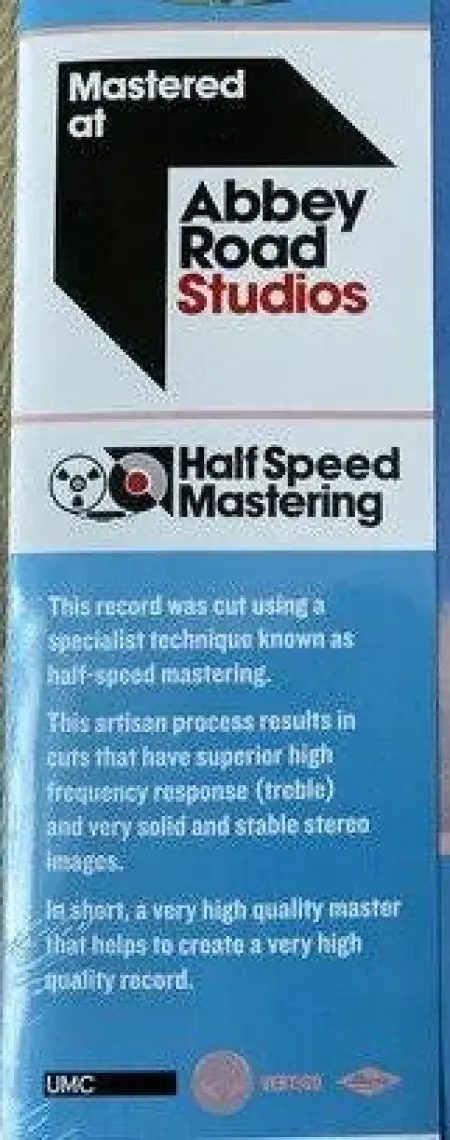 Mastered
at
Abbey
Road
Studios
Half Speed
Mastering
This record was cut using a
specialist technique known as
half-speed mastering.
This artisan process results in
cuts that have superior high
frequency response (treble)
and very solid and stable stereo
images.
In short, a very high quality master
that helps to create a very high
quality record.
UMC